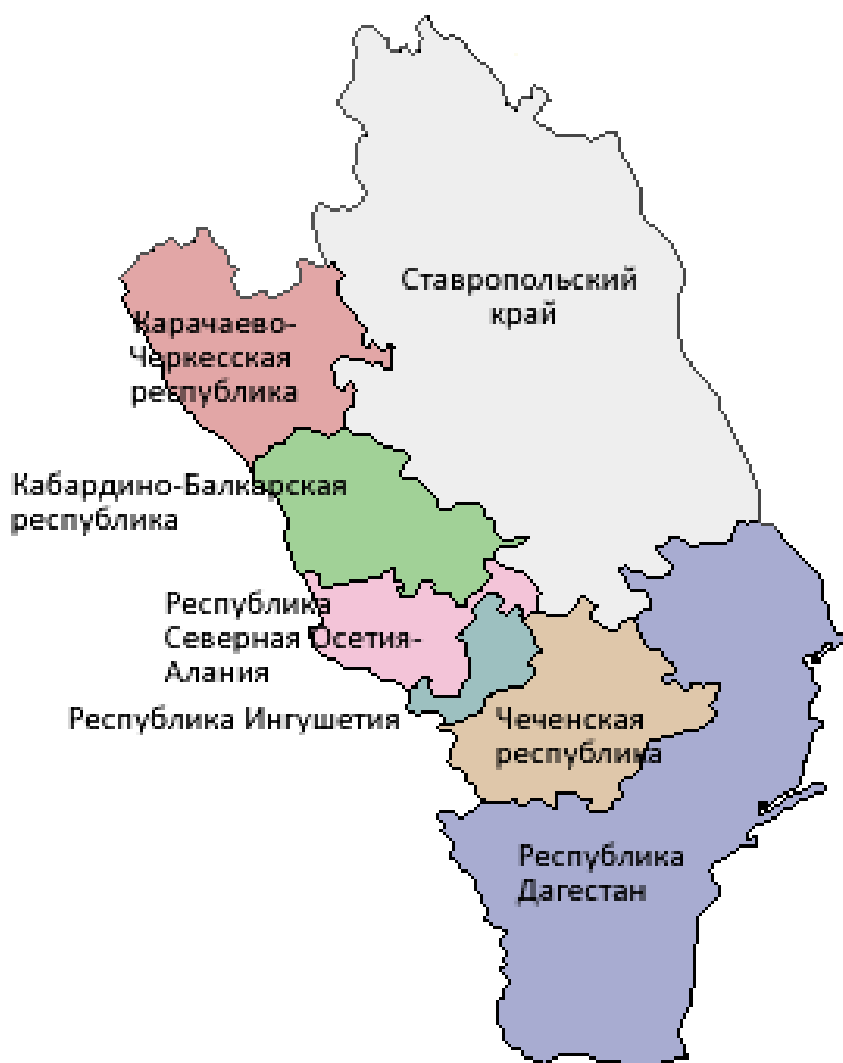 Ставропольский
край
Карачаево-
Черкесская
республика
Кабардино-Балкарская
республика
Республика
Северная Осетия-
Алания
Республика Ингушетия
Чеченская
республика
Республика
Дагестан